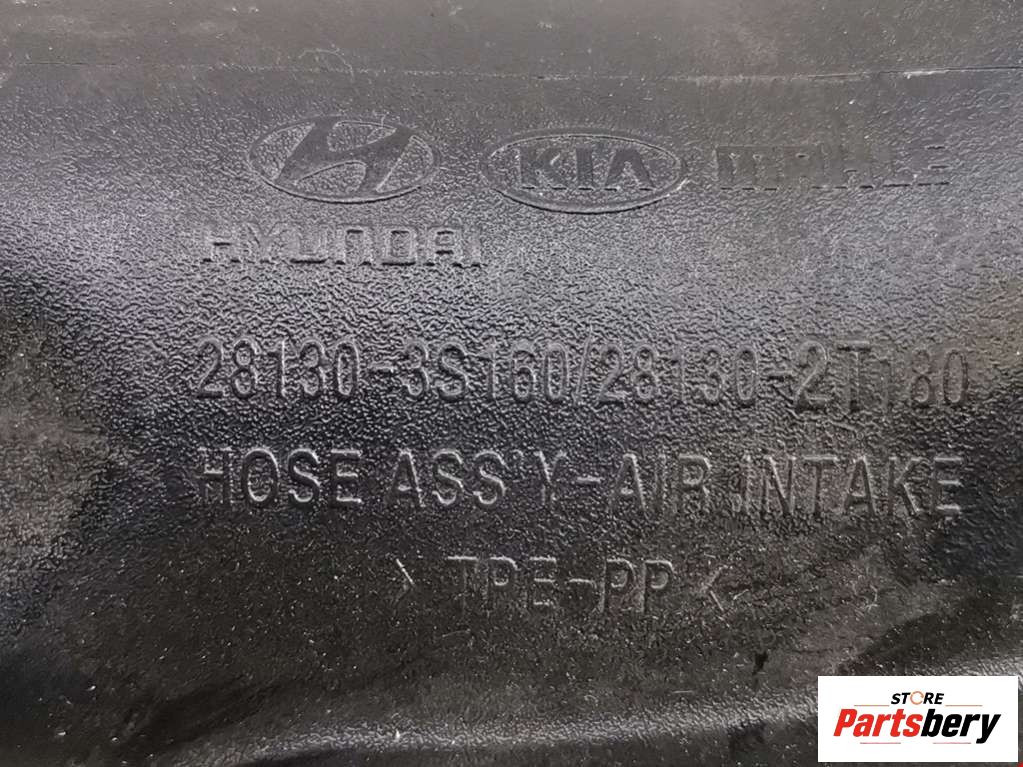 KIA MAHLE
HYUNDAI
28130-3S160/28130-2T180
HOSE ASS'Y-AIR INTAKE
>TPE-PP<
STORE
Partsbery